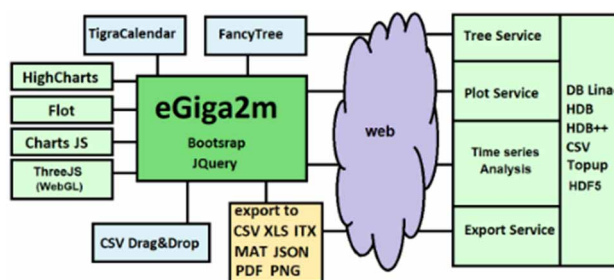 TigraCalendar
FancyTree
HighCharts
Flot
Charts JS
ThreeJS
(WebGL)
eGiga2m
Bootsrap
JQuery
CSV Drag&Drop
export to
CSV XLS ITX
MAT JSON
PDF PNG
web
Tree Service
Plot Service
Time series
Analysis
Export Service
DB Linac
HDB
HDB++
CSV
Topup
HDF5